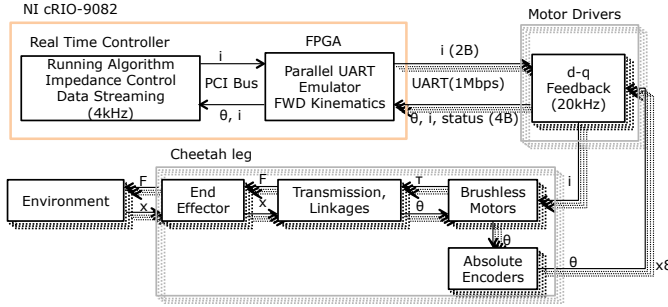 NI cRIO-9082
Motor Drivers
Real Time Controller
FPGA
Running Algorithm
Impedance Control
Data Streaming
(4kHz)
i
PCI Bus
θ, i
Parallel UART
Emulator
FWD Kinematics
i (2B)
UART(1Mbps)
θ, i, status (4B)
d-q
Feedback
(20kHz)
Cheetah leg
i
Environment
F
x
End
Effector
F
x
Transmission,
Linkages
τ
θ
Brushless
Motors
θ
Absolute
Encoders
θ
x8